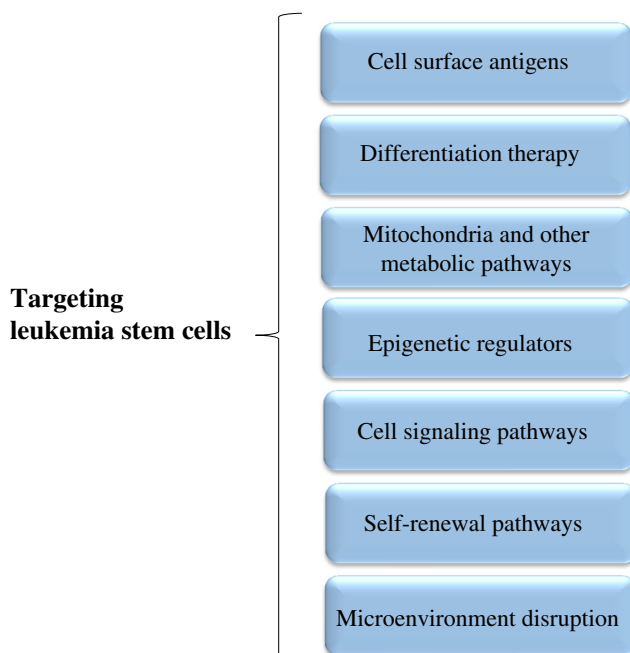 Cell surface antigens
Differentiation therapy
Mitochondria and other
metabolic pathways
Targeting
leukemia stem cells
Epigenetic regulators
Cell signaling pathways
Self-renewal pathways
Microenvironment disruption